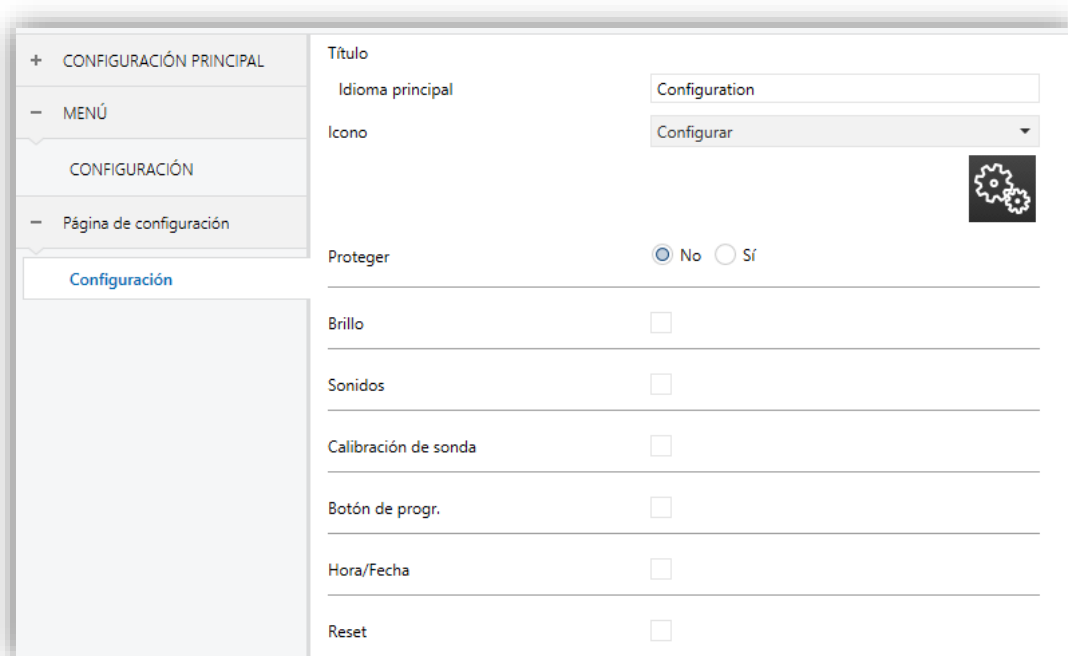 + CONFIGURACIÓN PRINCIPAL
− MENÚ
CONFIGURACIÓN
− Página de configuración
Configuración
Título
Idioma principal Configuration
Icono Configurar
Proteger No Sí
Brillo
Sonidos
Calibración de sonda
Botón de progr.
Hora/Fecha
Reset